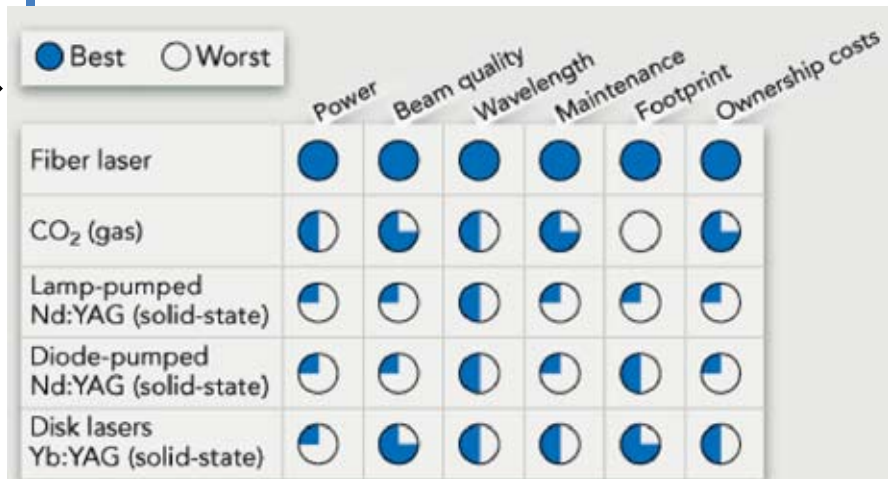 Best Worst
Power Beam quality Wavelength Maintenance Footprint Ownership costs
Fiber laser
CO₂ (gas)
Lamp-pumped
Nd:YAG (solid-state)
Diode-pumped
Nd:YAG (solid-state)
Disk lasers
Yb:YAG (solid-state)